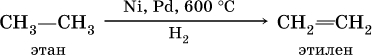 Ni, Pd, 600 °C
CH₃—CH₃ → CH₂=CH₂
H₂
этан этилен